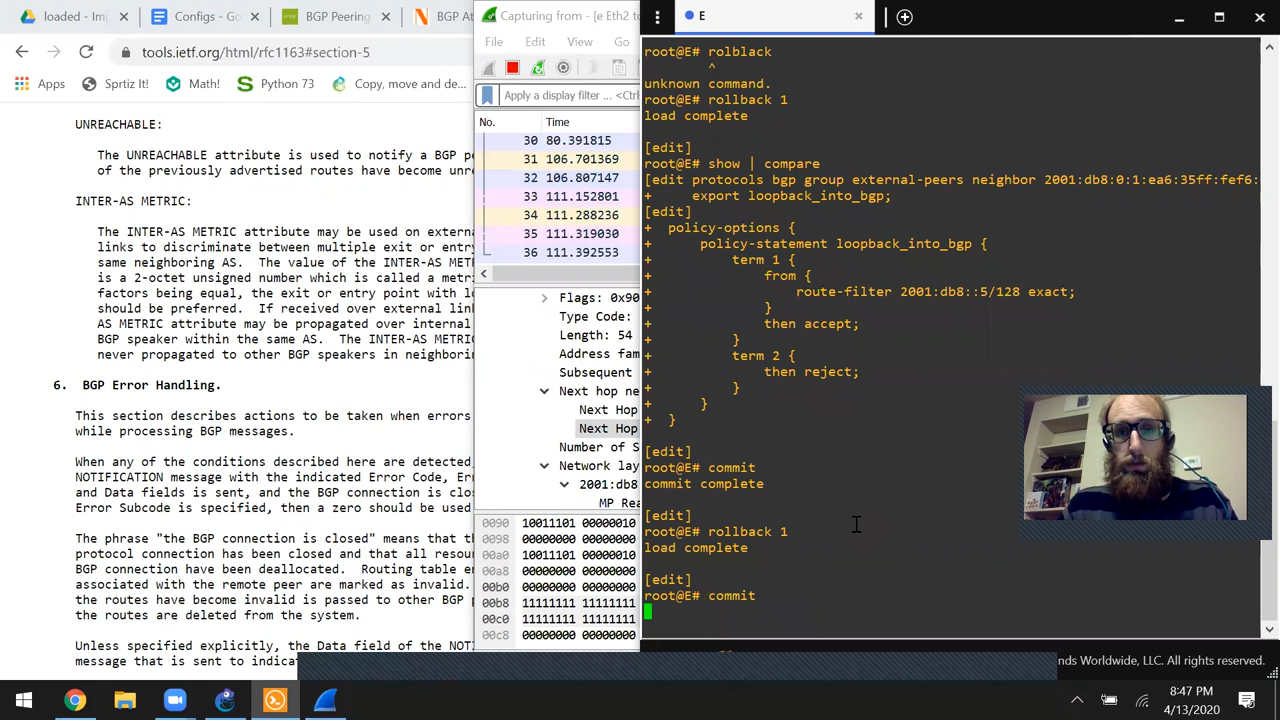 loaded - Im
Configs - Go
BGP Peering
BGP At
tools.ietf.org/html/rfc1163#section-5
Apps
Sprtiz It!
Math
Python 73
Copy, move and de
UNREACHABLE:
The UNREACHABLE attribute is used to notify a BGP pe
of the previously advertised routes have become unre
INTER-AS METRIC:
The INTER-AS METRIC attribute may be used on externa
links to discriminate between multiple exit or entry
same neighboring AS. The value of the INTER-AS MET
is a 2-octet unsigned number which is called a metri
factors being equal, the exit or entry point with lo
should be preferred. If received over external link
AS METRIC attribute may be propagated over internal
BGP speaker within the same AS. The INTER-AS METRIC
never propagated to other BGP speakers in neighborin
6. BGP Error Handling.
This section describes actions to be taken when errors
while processing BGP messages.
When any of the conditions described here are detected,
NOTIFICATION message with the indicated Error Code, Err
and Data fields is sent, and the BGP connection is clos
Error Subcode is specified, then a zero should be used
The phrase "the BGP connection is closed" means that th
protocol connection has been closed and that all resour
BGP connection have been deallocated. Routing table en
associated with the remote peer are marked as invalid.
the routes have become invalid is passed to other BGP p
the routes are deleted from the system.
Unless specified explicitly, the Data field of the NOTI
message that is sent to indicat
Capturing from - [e Eth2 to
File Edit View Go
Apply a display filter ... <Ctrl-
No. Time
30 80.391815
31 106.701369
32 106.807147
33 111.152801
34 111.288236
35 111.319030
36 111.392553
Flags: 0x90
Type Code:
Length: 54
Address fam
Subsequent
Next hop ne
Next Hop
Next Hop
Number of S
Network lay
2001:db8
MP Rea
0090 10011101 00000010
0098 00000000 00000000
00a0 10011101 00000010
00a8 00000000 00000000
00b0 00000000 00000000
00b8 11111111 11111111
00c0 11111111 11111111
00c8 00000000 00000000
E
root@E# rolblack
^
unknown command.
root@E# rollback 1
load complete
[edit]
root@E# show | compare
[edit protocols bgp group external-peers neighbor 2001:db8:0:1:ea6:35ff:fef6:
+ export loopback_into_bgp;
[edit]
+ policy-options {
+ policy-statement loopback_into_bgp {
+ term 1 {
+ from {
+ route-filter 2001:db8::5/128 exact;
+ }
+ then accept;
+ }
+ term 2 {
+ then reject;
+ }
+ }
+ }
[edit]
root@E# commit
commit complete
[edit]
root@E# rollback 1
load complete
[edit]
root@E# commit
nds Worldwide, LLC. All rights reserved.
8:47 PM
4/13/2020